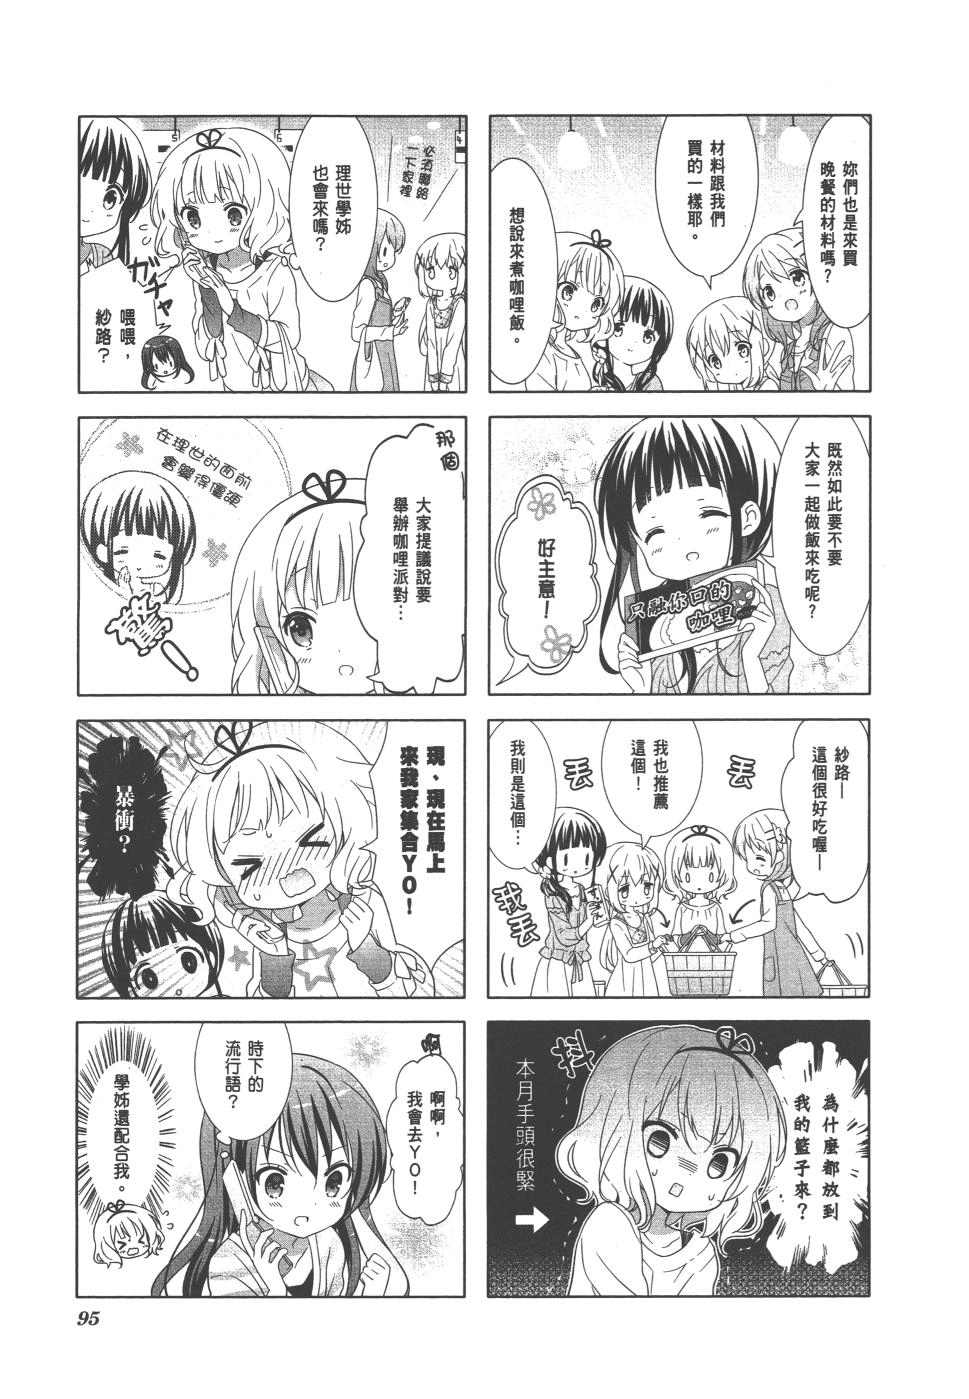 妳們也是來買
晚餐的材料嗎？
材料跟我們
買的一樣耶。
想說來煮咖哩飯。
既然如此要不要
大家一起做飯來吃呢？
只融你口的
咖哩
好主意！
紗路—
這個很好吃喔—
丟
我也推薦
這個！
丟
我則是這個…
我丟
為什麼都放到
我的籃子來？
抖
本月手頭很緊
必須聯絡
一下家裡
理世學姊
也會來嗎？
ガチャ
喂喂，
紗路？
那個
大家提議說要
舉辦咖哩派對…
在理世的面前
會變得僵硬
現、現在馬上
來我家集合YO！
暴衝？
啊
啊啊，
我會去YO！
時下的
流行語？
學姊還配合我。
95